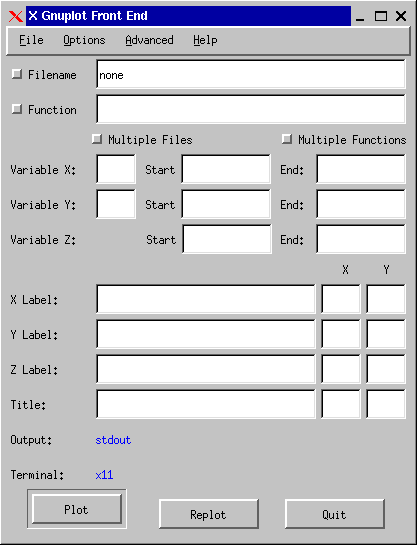 X Gnuplot Front End
File Options Advanced Help
Filename none
Function
Multiple Files Multiple Functions
Variable X: Start End:
Variable Y: Start End:
Variable Z: Start End:
X Y
X Label:
Y Label:
Z Label:
Title:
Output: stdout
Terminal: x11
Plot Replot Quit